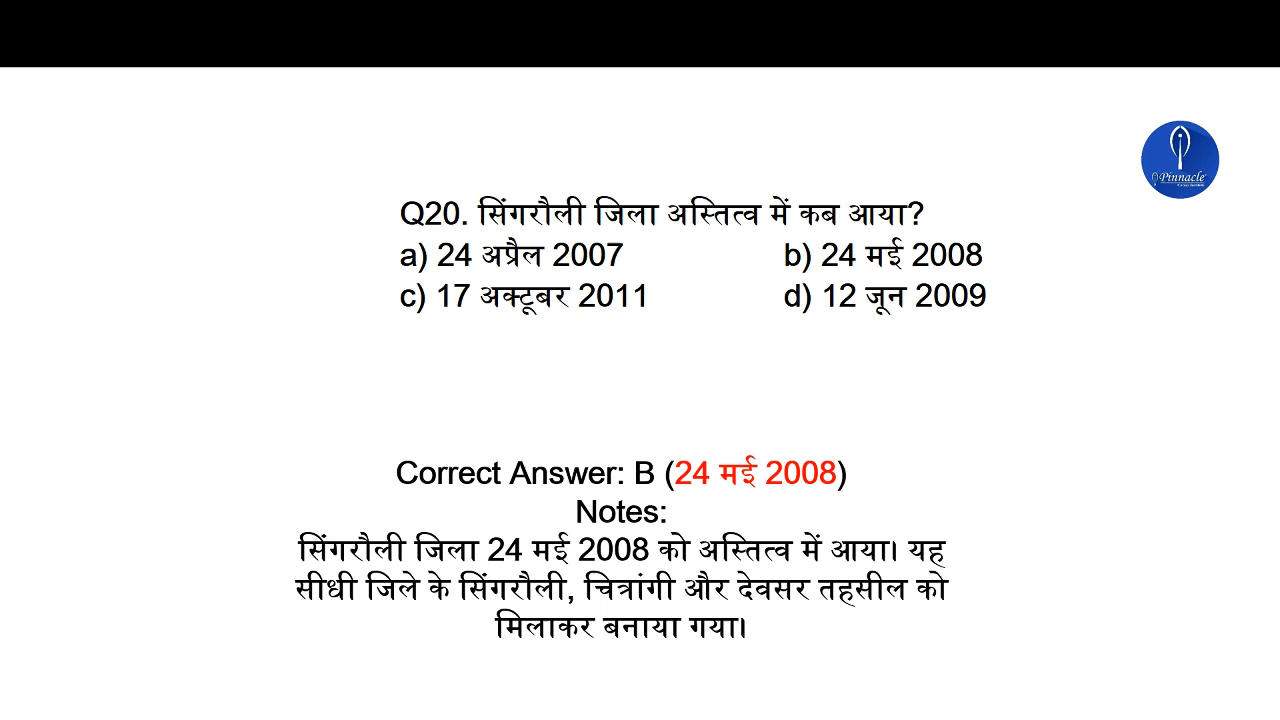 Pinnacle
Q20. सिंगरौली जिला अस्तित्व में कब आया?
a) 24 अप्रैल 2007 b) 24 मई 2008
c) 17 अक्टूबर 2011 d) 12 जून 2009
Correct Answer: B (24 मई 2008)
Notes:
सिंगरौली जिला 24 मई 2008 को अस्तित्व में आया। यह
सीधी जिले के सिंगरौली, चित्रांगी और देवसर तहसील को
मिलाकर बनाया गया।